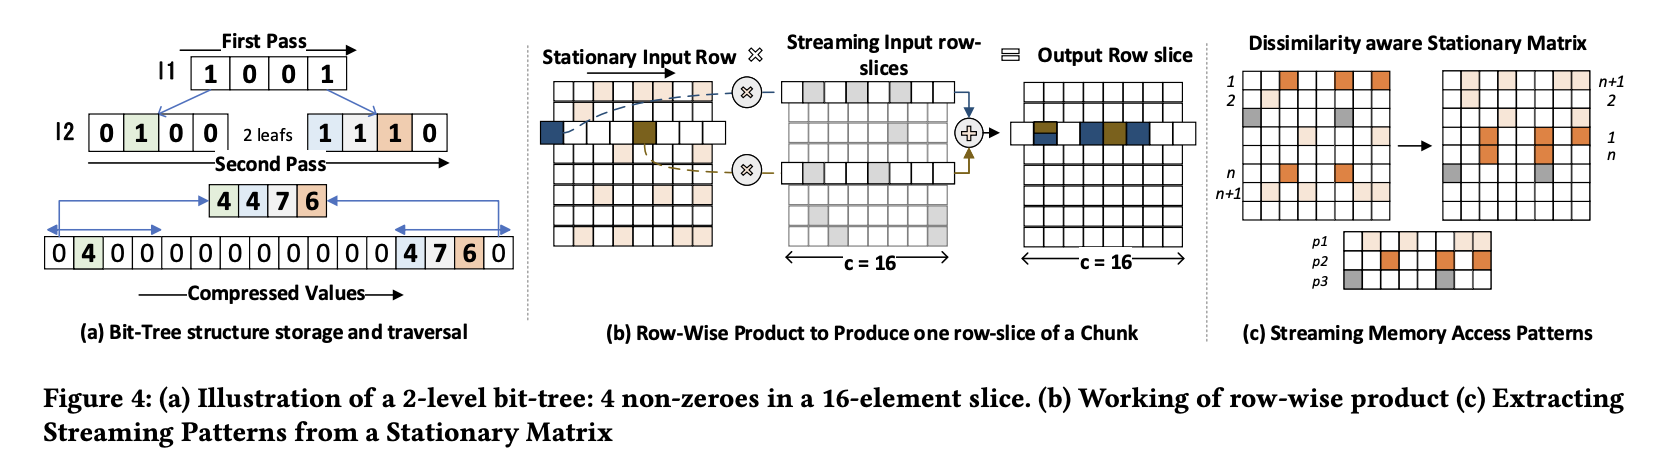 First Pass
l1 1 0 0 1
l2 0 1 0 0 2 leafs 1 1 1 0
Second Pass
4 4 7 6
0 4 0 0 0 0 0 0 0 0 0 0 4 7 6 0
Compressed Values
(a) Bit-Tree structure storage and traversal
Stationary Input Row
Streaming Input row-
slices
Output Row slice
c = 16
c = 16
(b) Row-Wise Product to Produce one row-slice of a Chunk
Dissimilarity aware Stationary Matrix
1
2
n
n+1
n+1
2
1
n
p1
p2
p3
(c) Streaming Memory Access Patterns
Figure 4: (a) Illustration of a 2-level bit-tree: 4 non-zeroes in a 16-element slice. (b) Working of row-wise product (c) Extracting
Streaming Patterns from a Stationary Matrix